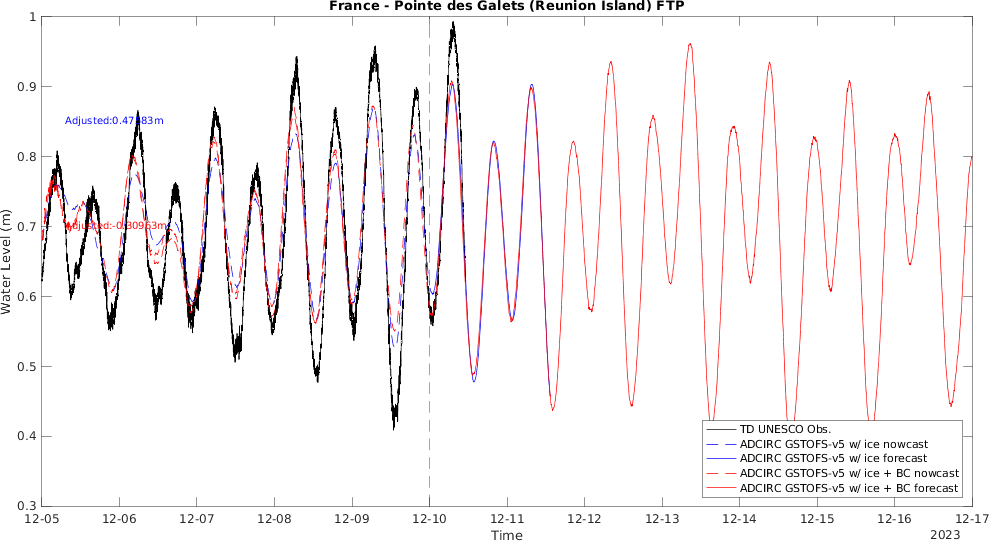 France - Pointe des Galets (Reunion Island) FTP
Water Level (m)
1
0.9
0.8
0.7
0.6
0.5
0.4
0.3
TD UNESCO Obs.
ADCIRC GSTOFS-v5 w/ ice nowcast
ADCIRC GSTOFS-v5 w/ ice forecast
ADCIRC GSTOFS-v5 w/ ice + BC nowcast
ADCIRC GSTOFS-v5 w/ ice + BC forecast
12-05 12-06 12-07 12-08 12-09 12-10 12-11 12-12 12-13 12-14 12-15 12-16 12-17
Time
2023